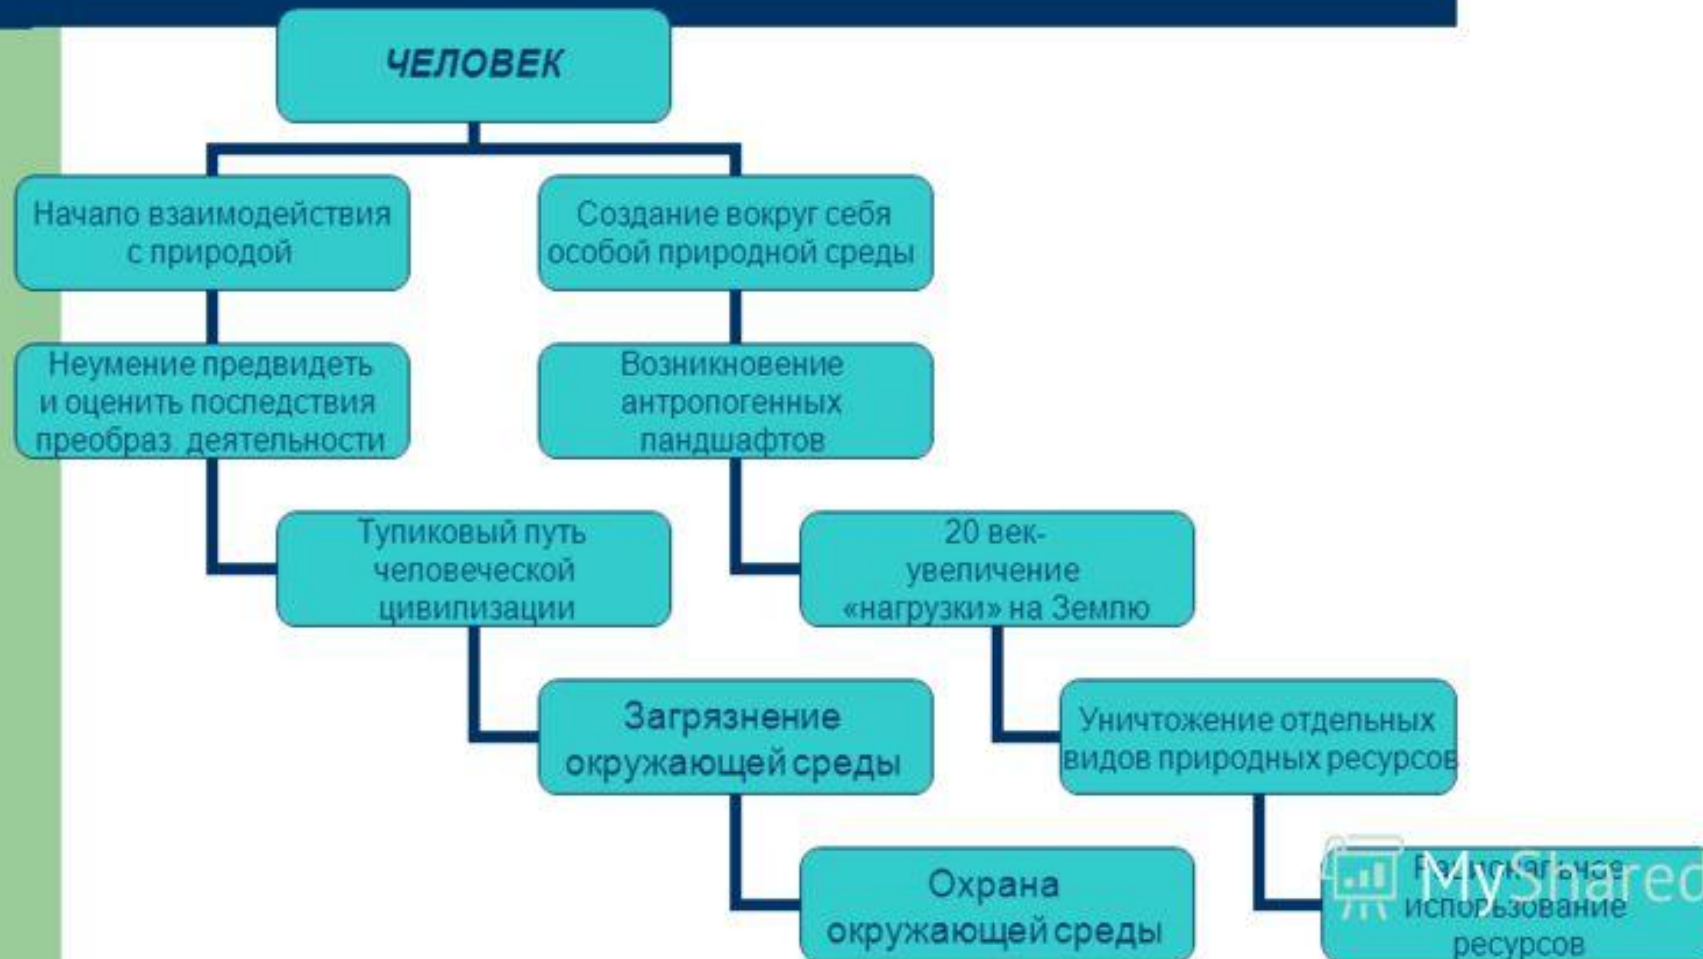 ЧЕЛОВЕК
Начало взаимодействия
с природой
Создание вокруг себя
особой природной среды
Неумение предвидеть
и оценить последствия
преобраз. деятельности
Возникновение
антропогенных
ландшафтов
Тупиковый путь
человеческой
цивилизации
20 век-
увеличение
«нагрузки» на Землю
Загрязнение
окружающей среды
Уничтожение отдельных
видов природных ресурсов
Охрана
окружающей среды
Рациональное
использование
ресурсов
MyShared